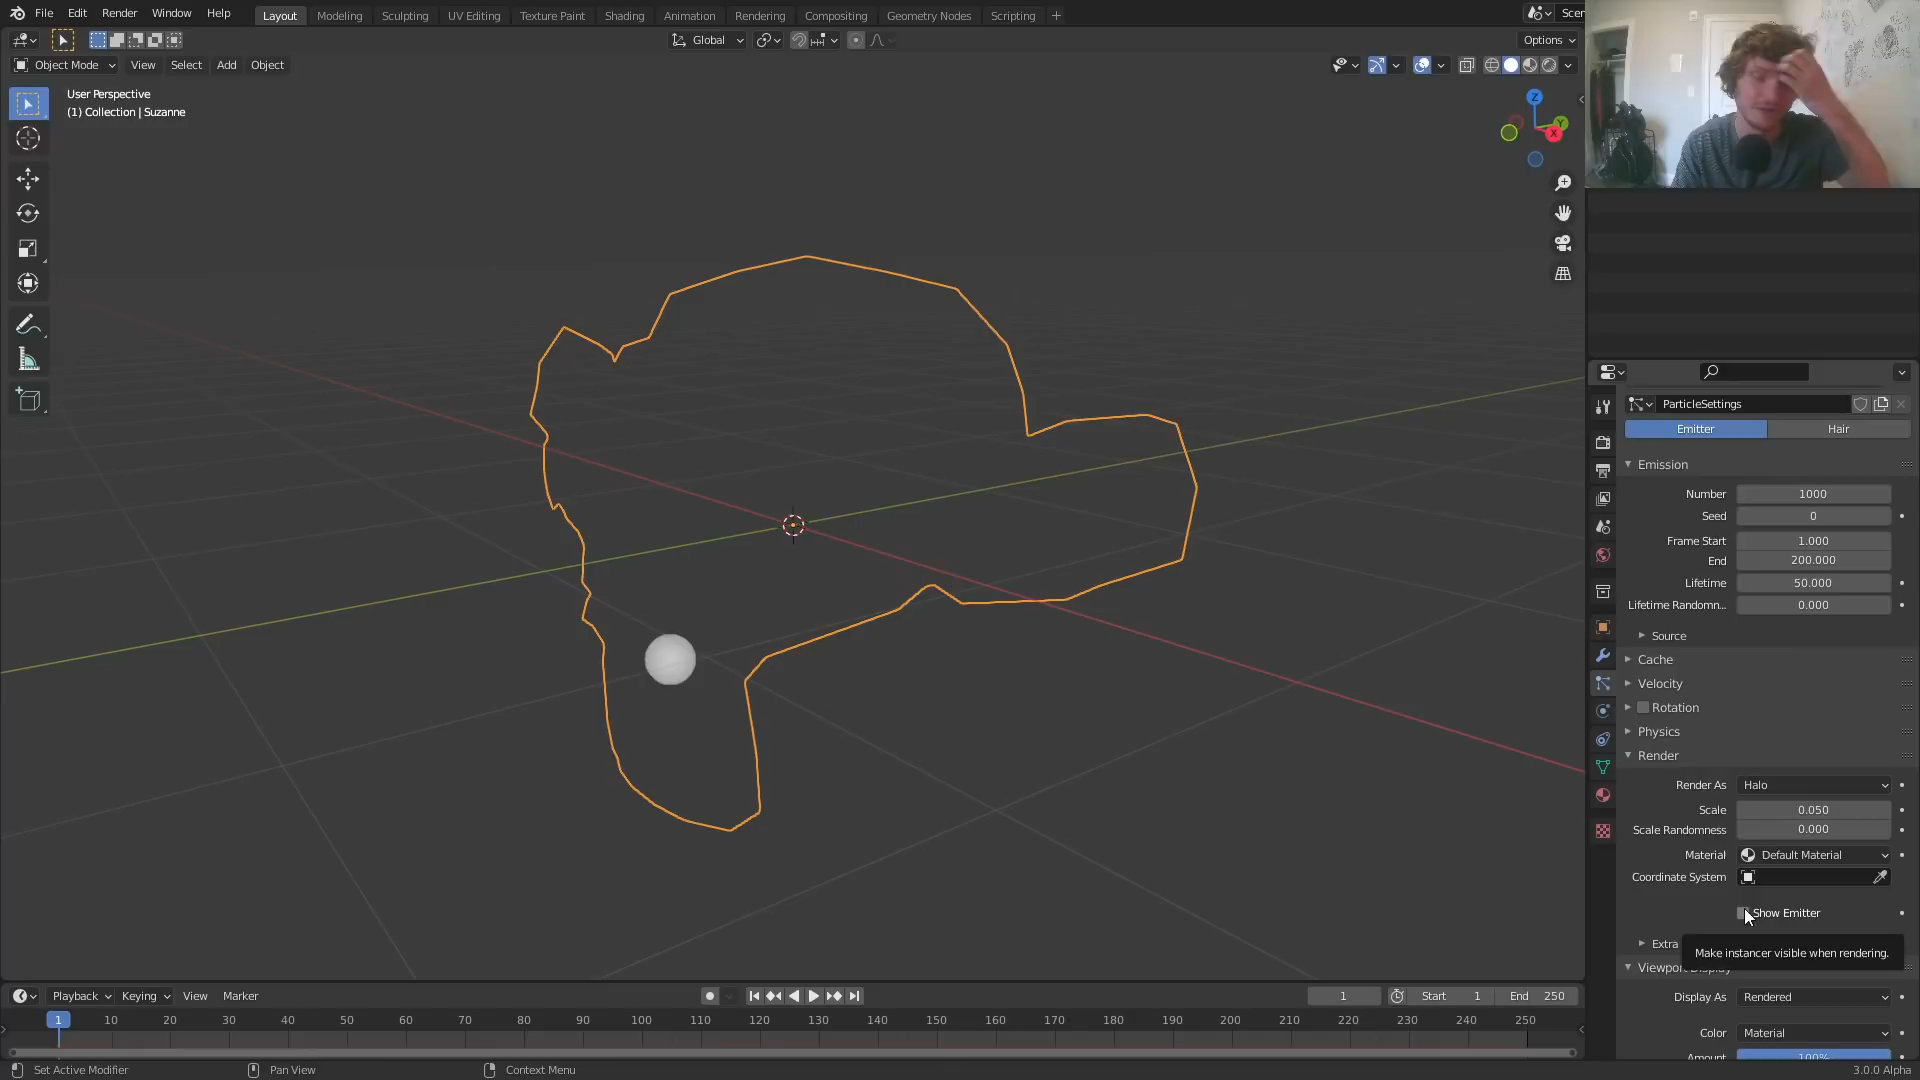 File Edit Render Window Help
Layout Modeling Sculpting UV Editing Texture Paint Shading Animation Rendering Compositing Geometry Nodes Scripting
Scen
Global
Options
Object Mode View Select Add Object
User Perspective
(1) Collection | Suzanne
Z
Y
X
ParticleSettings
Emitter Hair
Emission
Number 1000
Seed 0
Frame Start 1.000
End 200.000
Lifetime 50.000
Lifetime Randomn... 0.000
Source
Cache
Velocity
Rotation
Physics
Render
Render As Halo
Scale 0.050
Scale Randomness 0.000
Material Default Material
Coordinate System
Show Emitter
Extra
Make instancer visible when rendering.
Viewport Display
Display As Rendered
Color Material
Amount 100%
Playback Keying View Marker
1 Start 1 End 250
1 10 20 30 40 50 60 70 80 90 100 110 120 130 140 150 160 170 180 190 200 210 220 230 240 250
Set Active Modifier Pan View Context Menu
3.0.0 Alpha